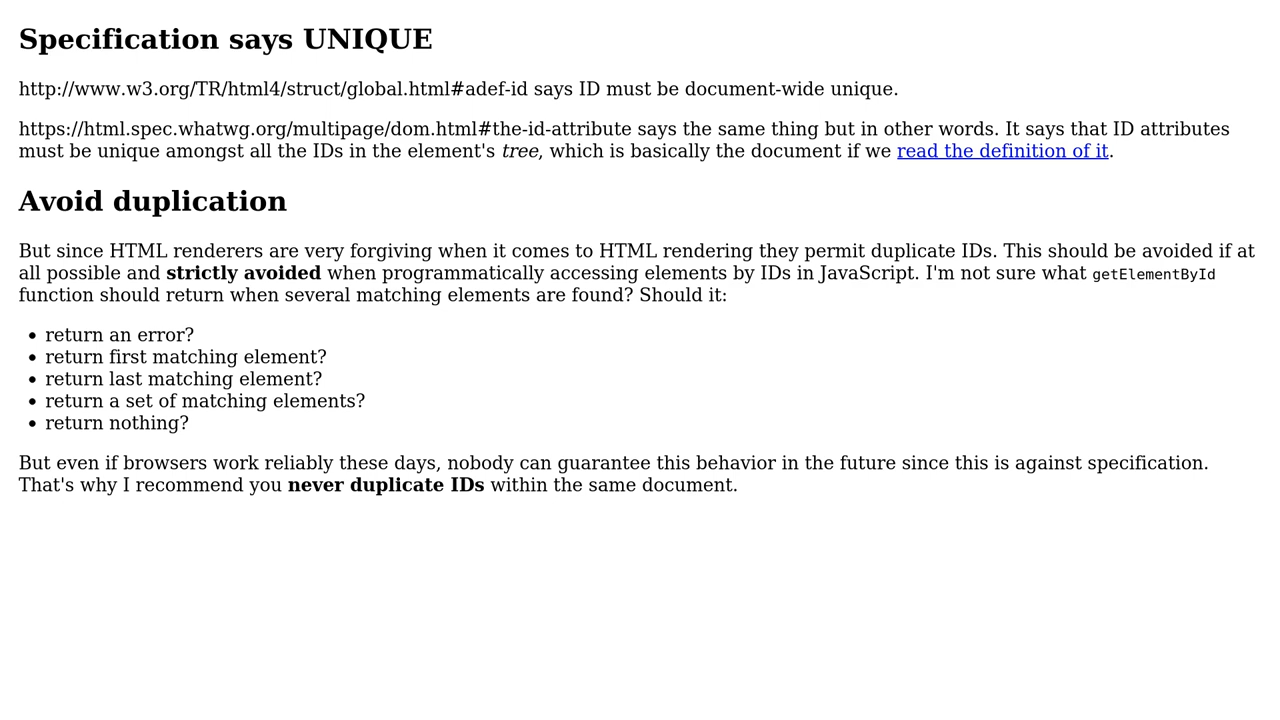 Specification says UNIQUE
http://www.w3.org/TR/html4/struct/global.html#adef-id says ID must be document-wide unique.
https://html.spec.whatwg.org/multipage/dom.html#the-id-attribute says the same thing but in other words. It says that ID attributes
must be unique amongst all the IDs in the element's tree, which is basically the document if we read the definition of it.
Avoid duplication
But since HTML renderers are very forgiving when it comes to HTML rendering they permit duplicate IDs. This should be avoided if at
all possible and strictly avoided when programmatically accessing elements by IDs in JavaScript. I'm not sure what getElementById
function should return when several matching elements are found? Should it:
• return an error?
• return first matching element?
• return last matching element?
• return a set of matching elements?
• return nothing?
But even if browsers work reliably these days, nobody can guarantee this behavior in the future since this is against specification.
That's why I recommend you never duplicate IDs within the same document.